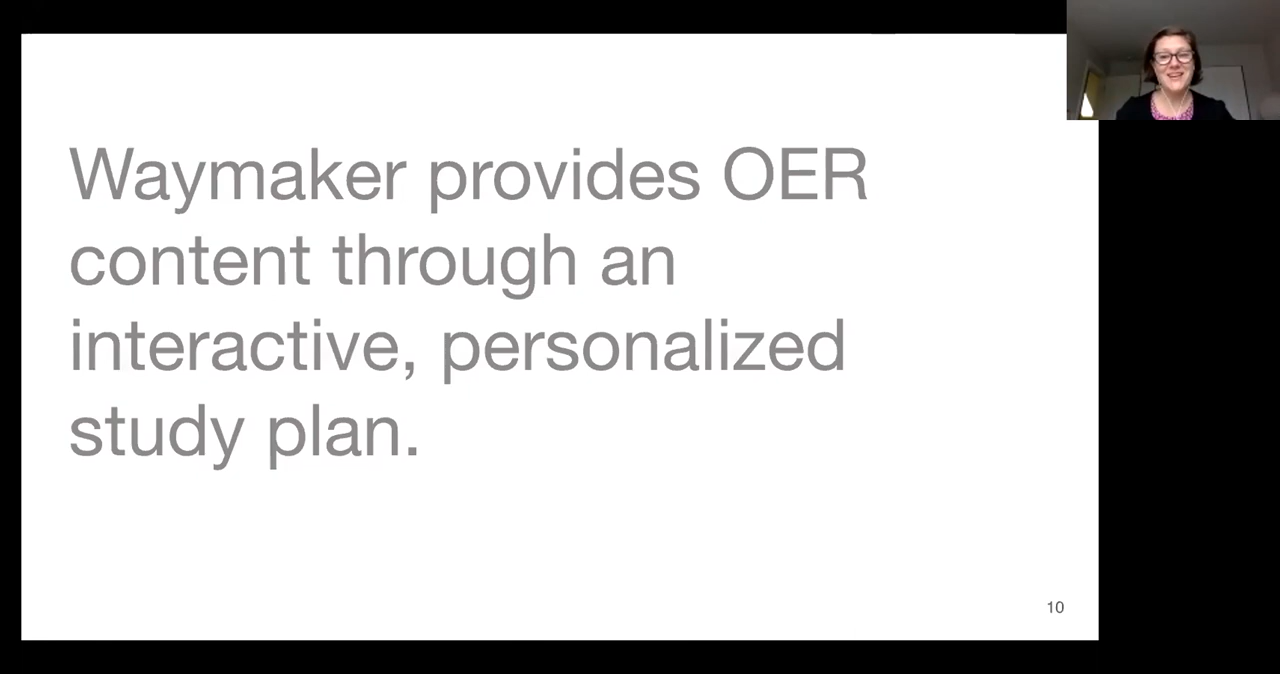 Waymaker provides OER
content through an
interactive, personalized
study plan.
10